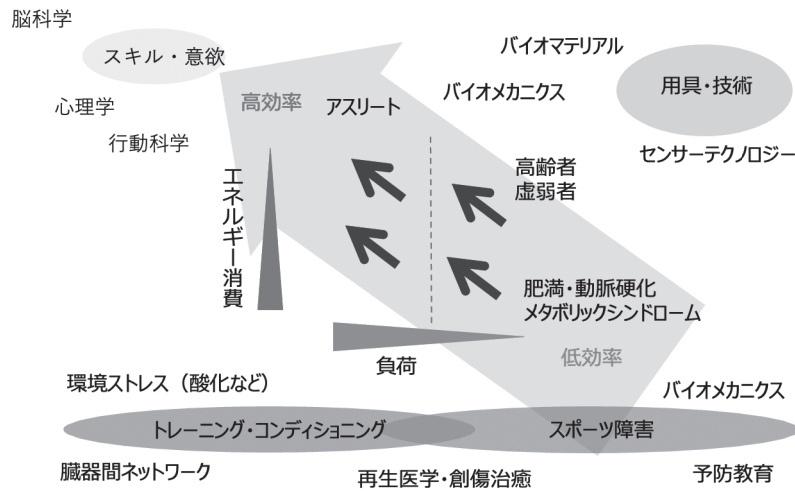 脳科学
スキル・意欲
バイオマテリアル
用具・技術
心理学
高効率
アスリート
バイオメカニクス
行動科学
センサーテクノロジー
エネルギー消費
高齢者
虚弱者
肥満・動脈硬化
メタボリックシンドローム
負荷
低効率
環境ストレス（酸化など）
バイオメカニクス
トレーニング・コンディショニング
スポーツ障害
臓器間ネットワーク
再生医学・創傷治癒
予防教育